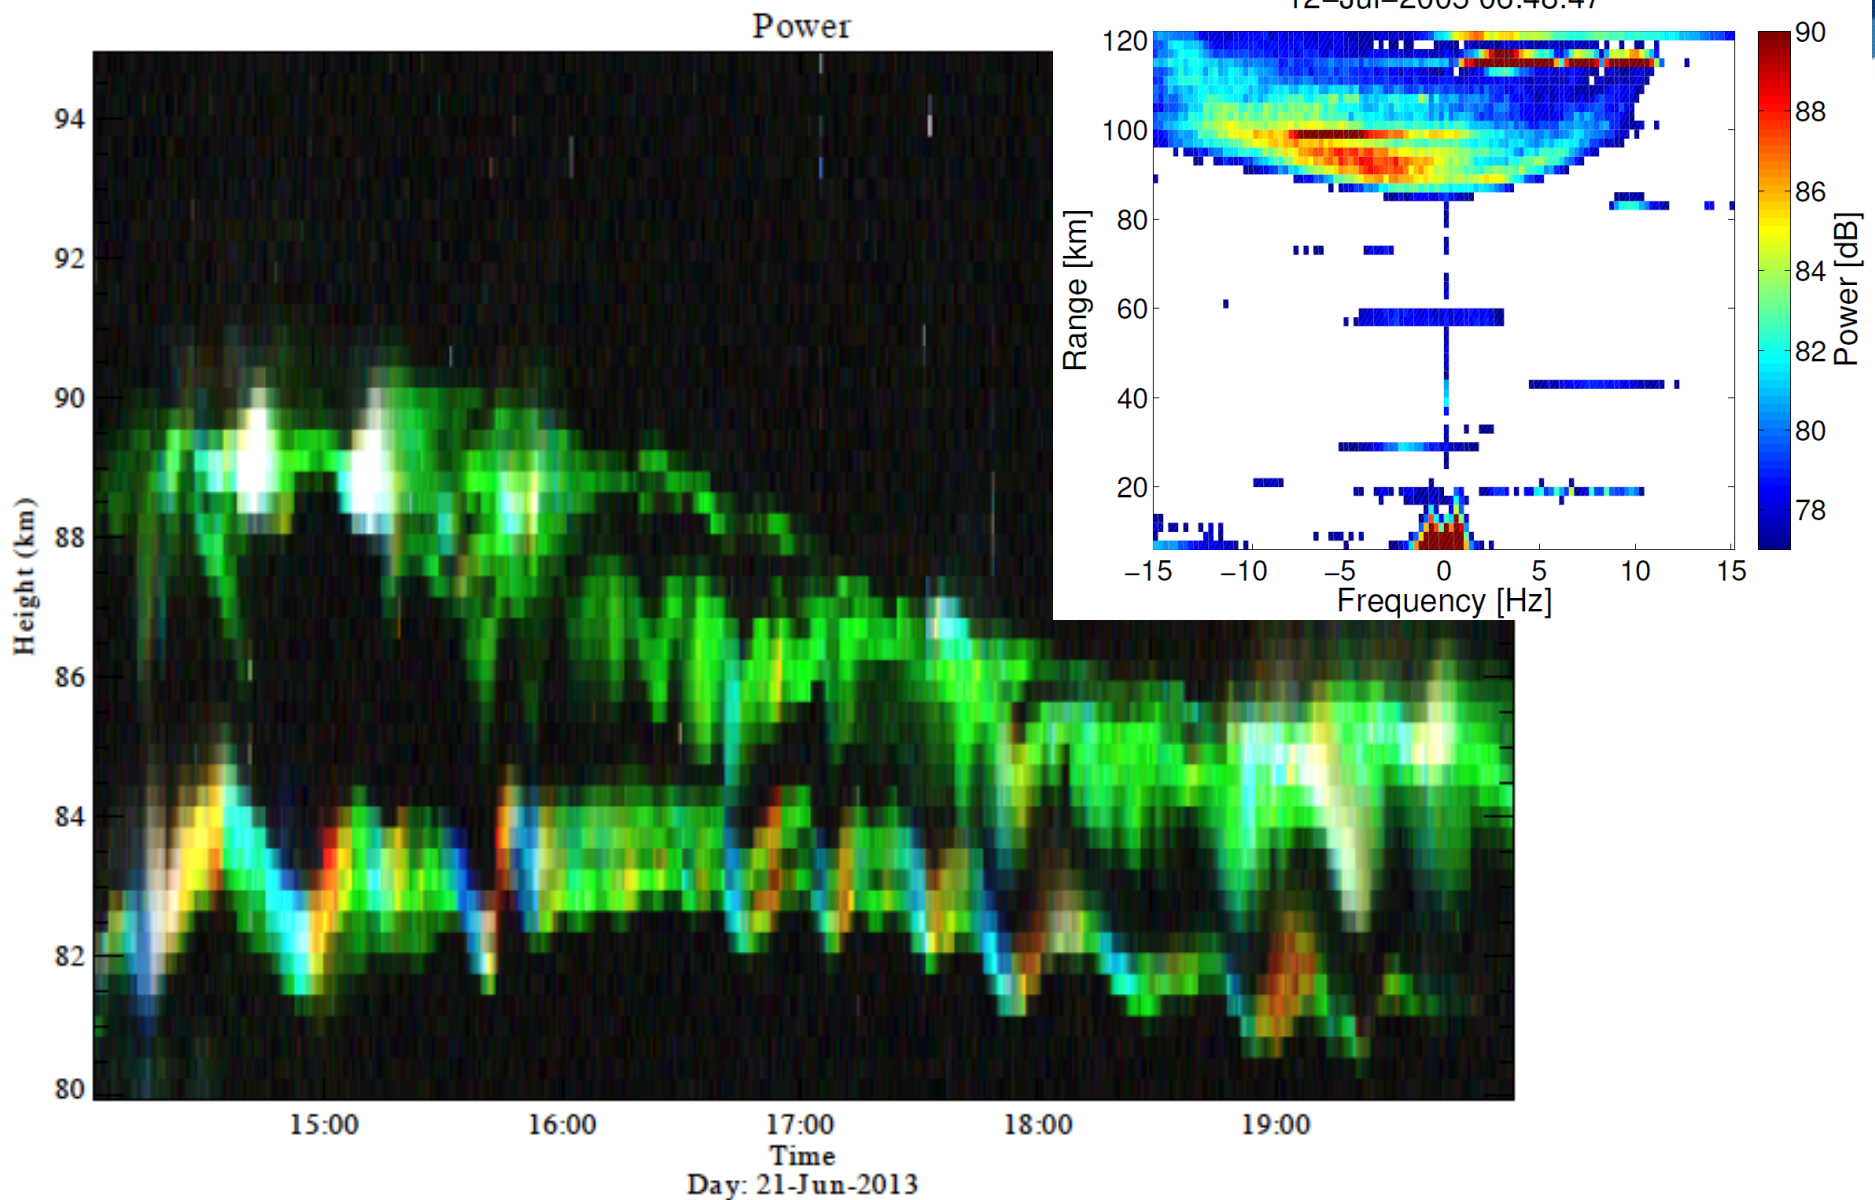 Power
94
92
90
88
86
84
82
80
Height (km)
15:00 16:00 17:00 18:00 19:00
Time
Day: 21-Jun-2013
120
100
80
60
40
20
Range [km]
−15 −10 −5 0 5 10 15
Frequency [Hz]
90
88
86
84
82
80
78
Power [dB]